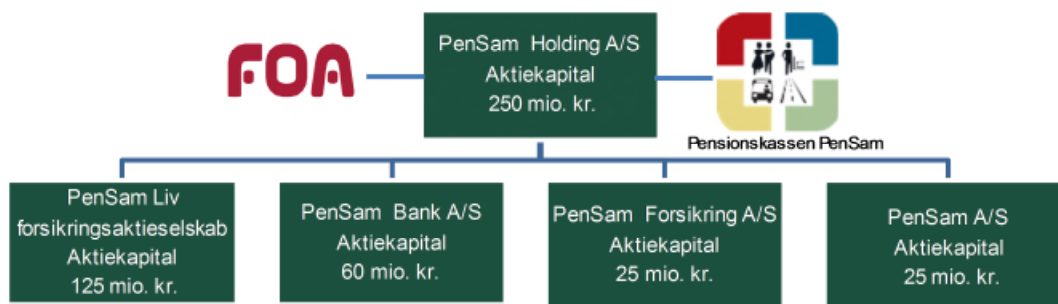 FOA
PenSam Holding A/S
Aktiekapital
250 mio. kr.
Pensionskassen PenSam
PenSam Liv
forsikringsaktieselskab
Aktiekapital
125 mio. kr.
PenSam Bank A/S
Aktiekapital
60 mio. kr.
PenSam Forsikring A/S
Aktiekapital
25 mio. kr.
PenSam A/S
Aktiekapital
25 mio. kr.